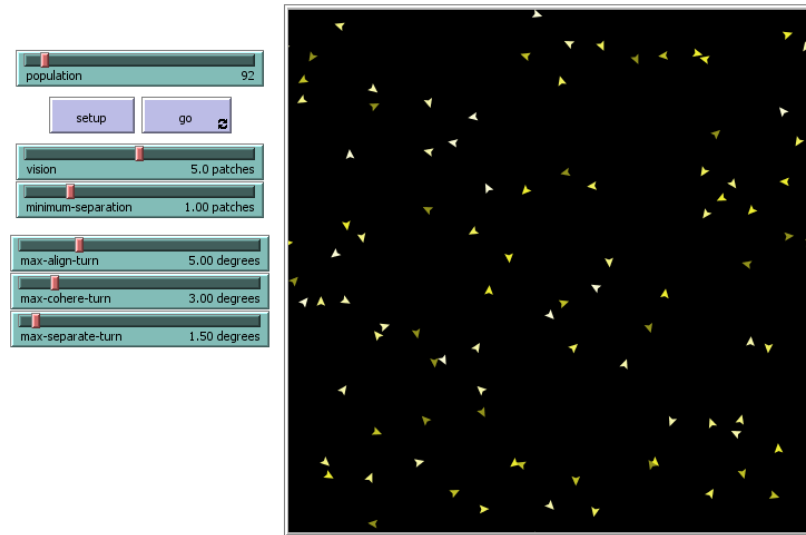 population 92
setup go
vision 5.0 patches
minimum-separation 1.00 patches
max-align-turn 5.00 degrees
max-cohere-turn 3.00 degrees
max-separate-turn 1.50 degrees